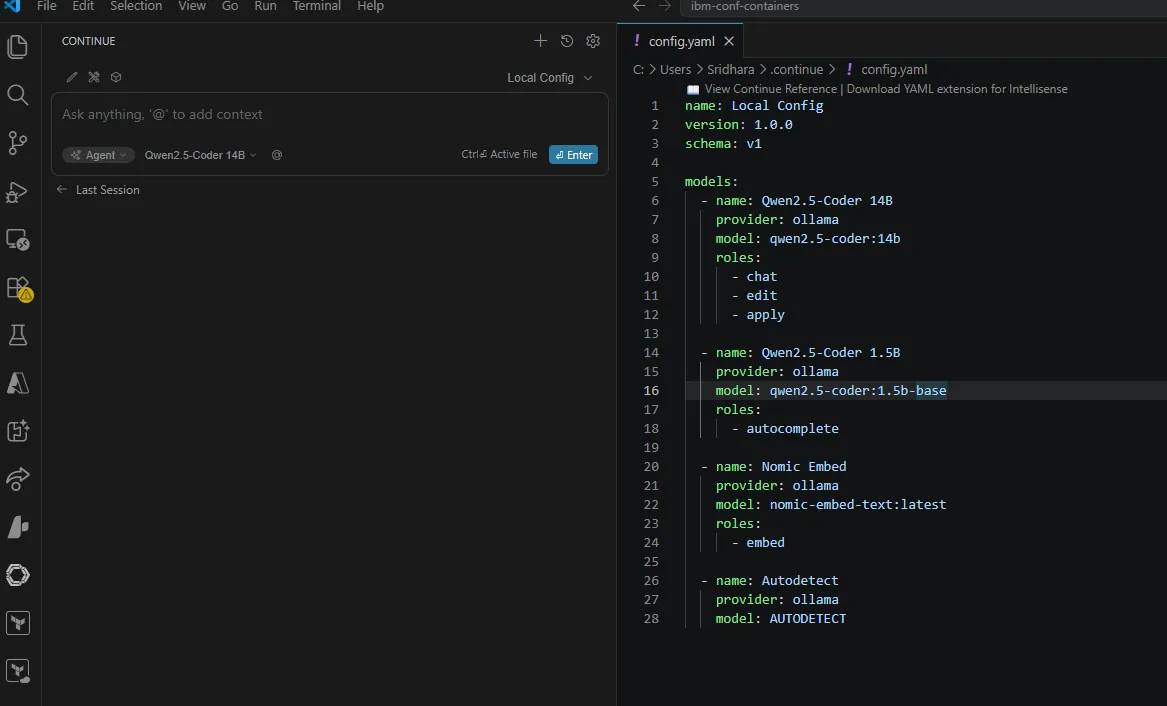 File Edit Selection View Go Run Terminal Help
ibm-conf-containers
CONTINUE
Local Config
Ask anything, '@' to add context
Agent Qwen2.5-Coder 14B @ Ctrl⏎ Active file ⏎ Enter
← Last Session
! config.yaml ×
C: > Users > Sridhara > .continue > ! config.yaml
View Continue Reference | Download YAML extension for Intellisense
1 name: Local Config
2 version: 1.0.0
3 schema: v1
4
5 models:
6 - name: Qwen2.5-Coder 14B
7 provider: ollama
8 model: qwen2.5-coder:14b
9 roles:
10 - chat
11 - edit
12 - apply
13
14 - name: Qwen2.5-Coder 1.5B
15 provider: ollama
16 model: qwen2.5-coder:1.5b-base
17 roles:
18 - autocomplete
19
20 - name: Nomic Embed
21 provider: ollama
22 model: nomic-embed-text:latest
23 roles:
24 - embed
25
26 - name: Autodetect
27 provider: ollama
28 model: AUTODETECT